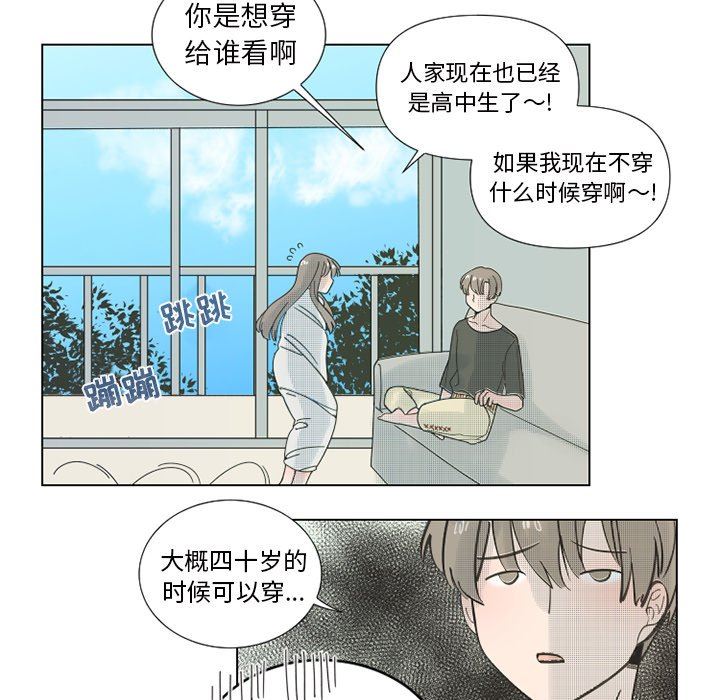 你是想穿
给谁看啊
人家现在也已经
是高中生了～!
如果我现在不穿
什么时候穿啊～!
跳跳
蹦蹦
大概四十岁的
时候可以穿...